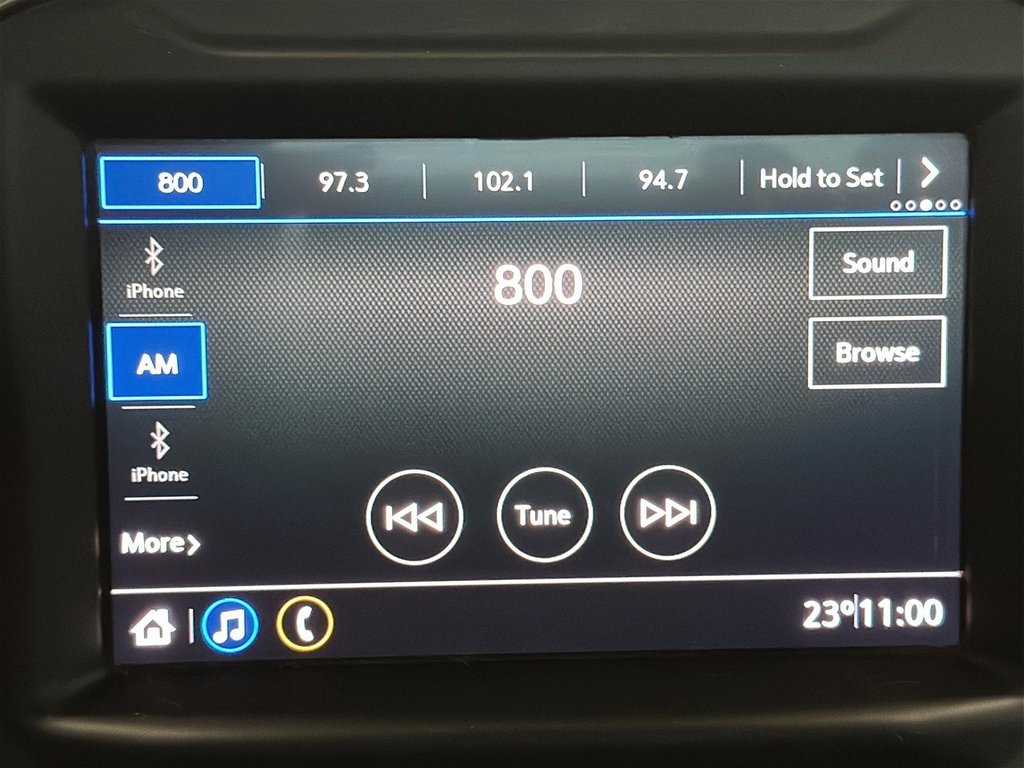 800 97.3 102.1 94.7 Hold to Set
iPhone
800
Sound
AM
Browse
iPhone
Tune
More
23º 11:00